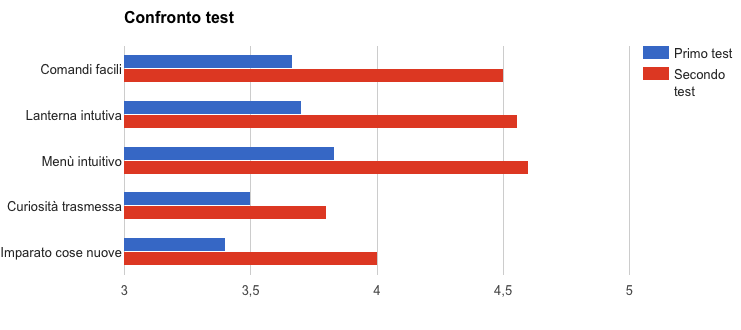 Confronto test
Comandi facili
Lanterna intutiva
Menù intuitivo
Curiosità trasmessa
Imparato cose nuove
3
3,5
4
4,5
5
Primo test
Secondo
test